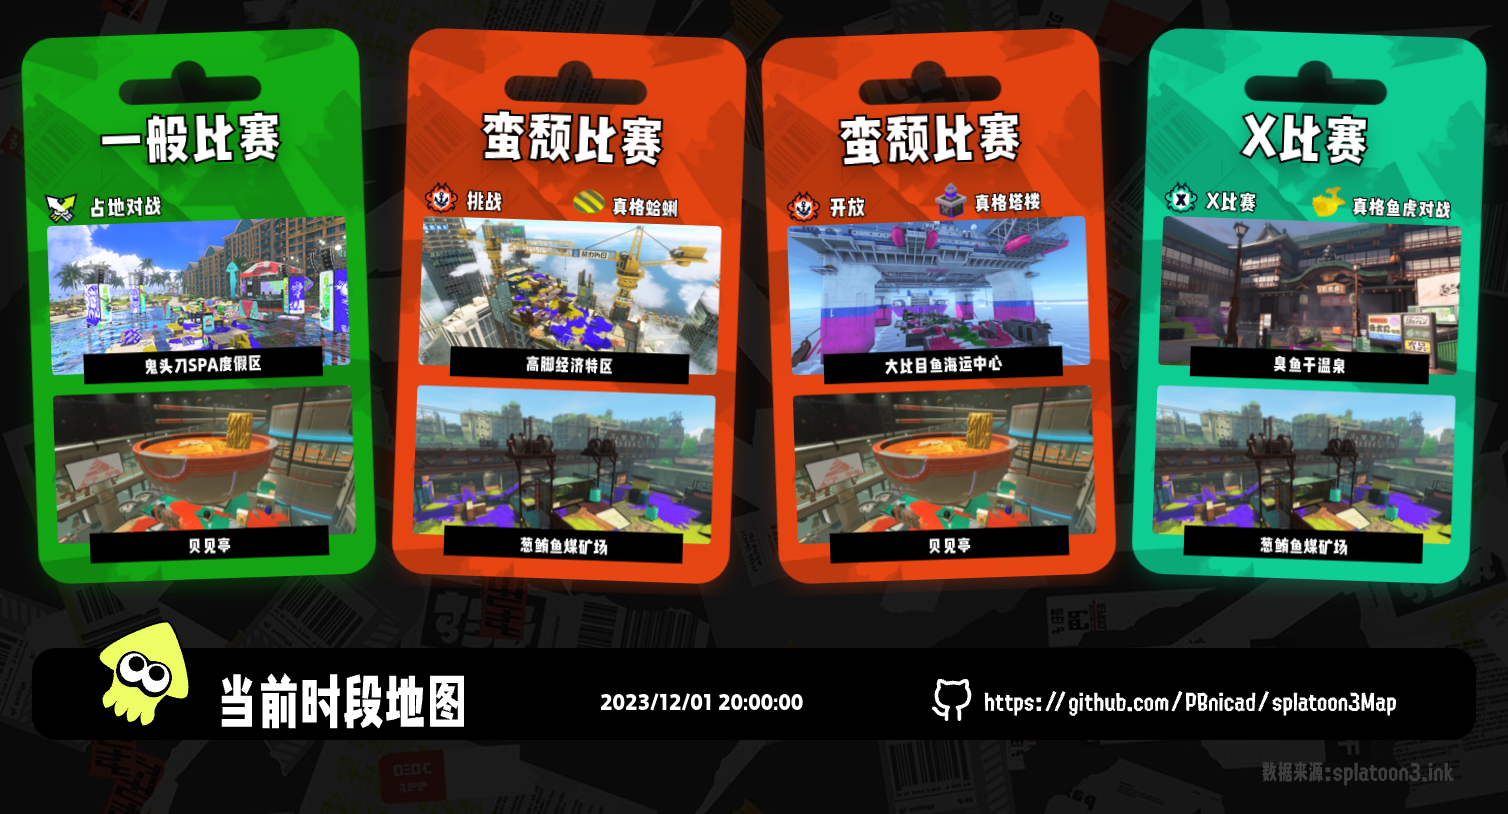 一般比赛
占地对战
鬼头刀SPA度假区
贝见亭
蛮颓比赛
挑战
真格蛤蜊
高脚经济特区
葱鲔鱼煤矿场
蛮颓比赛
开放
真格塔楼
大比目鱼海运中心
贝见亭
X比赛
X比赛
真格鱼虎对战
臭鱼干温泉
葱鲔鱼煤矿场
当前时段地图
2023/12/01 20:00:00
https://github.com/PBnicad/splatoon3Map
数据来源:splatoon3.ink